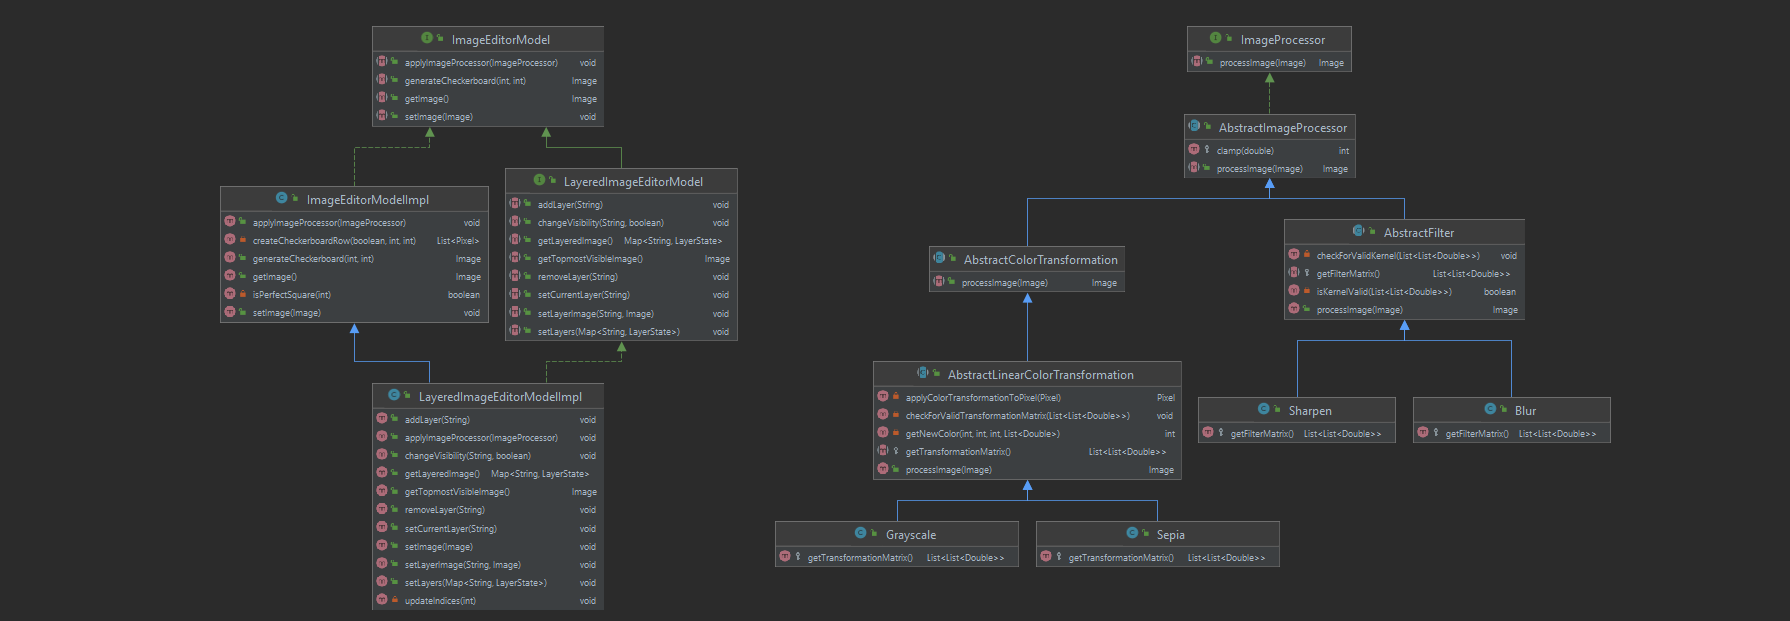 ImageEditorModel
applyImageProcessor(ImageProcessor) void
generateCheckerboard(int, int) Image
getImage() Image
setImage(Image) void
ImageEditorModelImpl
applyImageProcessor(ImageProcessor) void
createCheckerboardRow(boolean, int, int) List<Pixel>
generateCheckerboard(int, int) Image
getImage() Image
isPerfectSquare(int) boolean
setImage(Image) void
LayeredImageEditorModel
addLayer(String) void
changeVisibility(String, boolean) void
getLayeredImage() Map<String, LayerState>
getTopmostVisibleImage() Image
removeLayer(String) void
setCurrentLayer(String) void
setLayerImage(String, Image) void
setLayers(Map<String, LayerState>) void
LayeredImageEditorModelImpl
addLayer(String) void
applyImageProcessor(ImageProcessor) void
changeVisibility(String, boolean) void
getLayeredImage() Map<String, LayerState>
getTopmostVisibleImage() Image
removeLayer(String) void
setCurrentLayer(String) void
setImage(Image) void
setLayerImage(String, Image) void
setLayers(Map<String, LayerState>) void
updateIndices(int) void
ImageProcessor
processImage(Image) Image
AbstractImageProcessor
clamp(double) int
processImage(Image) Image
AbstractColorTransformation
processImage(Image) Image
AbstractFilter
checkForValidKernel(List<List<Double>>) void
getFilterMatrix() List<List<Double>>
isKernelValid(List<List<Double>>) boolean
processImage(Image) Image
AbstractLinearColorTransformation
applyColorTransformationToPixel(Pixel) Pixel
checkForValidTransformationMatrix(List<List<Double>>) void
getNewColor(int, int, int, List<Double>) int
getTransformationMatrix() List<List<Double>>
processImage(Image) Image
Sharpen
getFilterMatrix() List<List<Double>>
Blur
getFilterMatrix() List<List<Double>>
Grayscale
getTransformationMatrix() List<List<Double>>
Sepia
getTransformationMatrix() List<List<Double>>